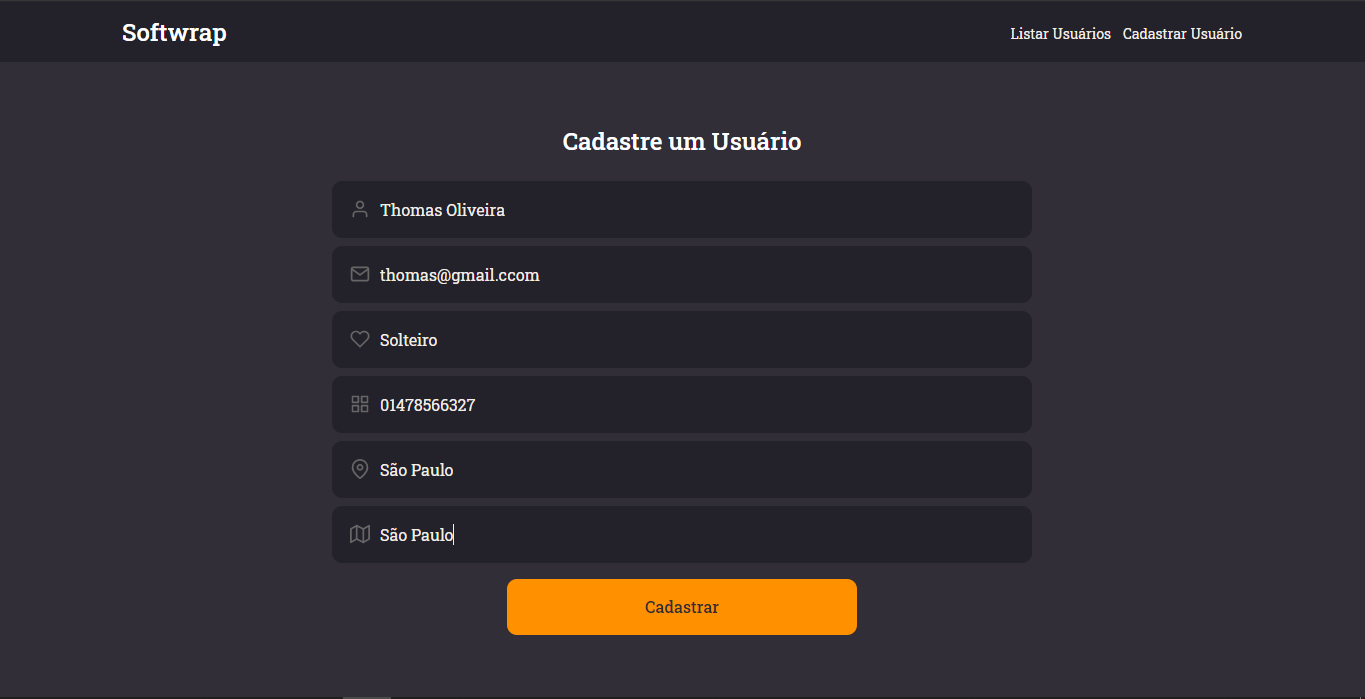 Softwrap
Listar Usuários Cadastrar Usuário
Cadastre um Usuário
Thomas Oliveira
thomas@gmail.ccom
Solteiro
01478566327
São Paulo
São Paulo
Cadastrar